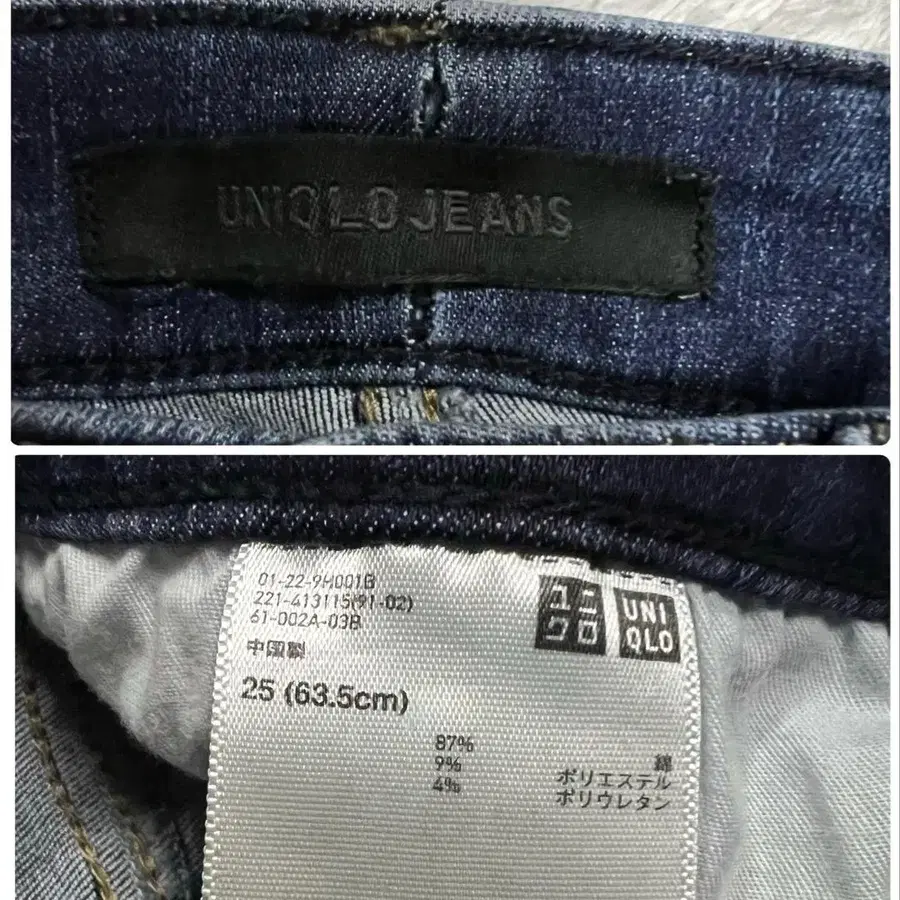 UNIQLO JEANS
01-22-9H001B
221-413115(91-02)
61-002A-03B
中国製
25 (63.5cm)
ユニ
クロ
UNI
QLO
87% 綿
9% ポリエステル
4% ポリウレタン